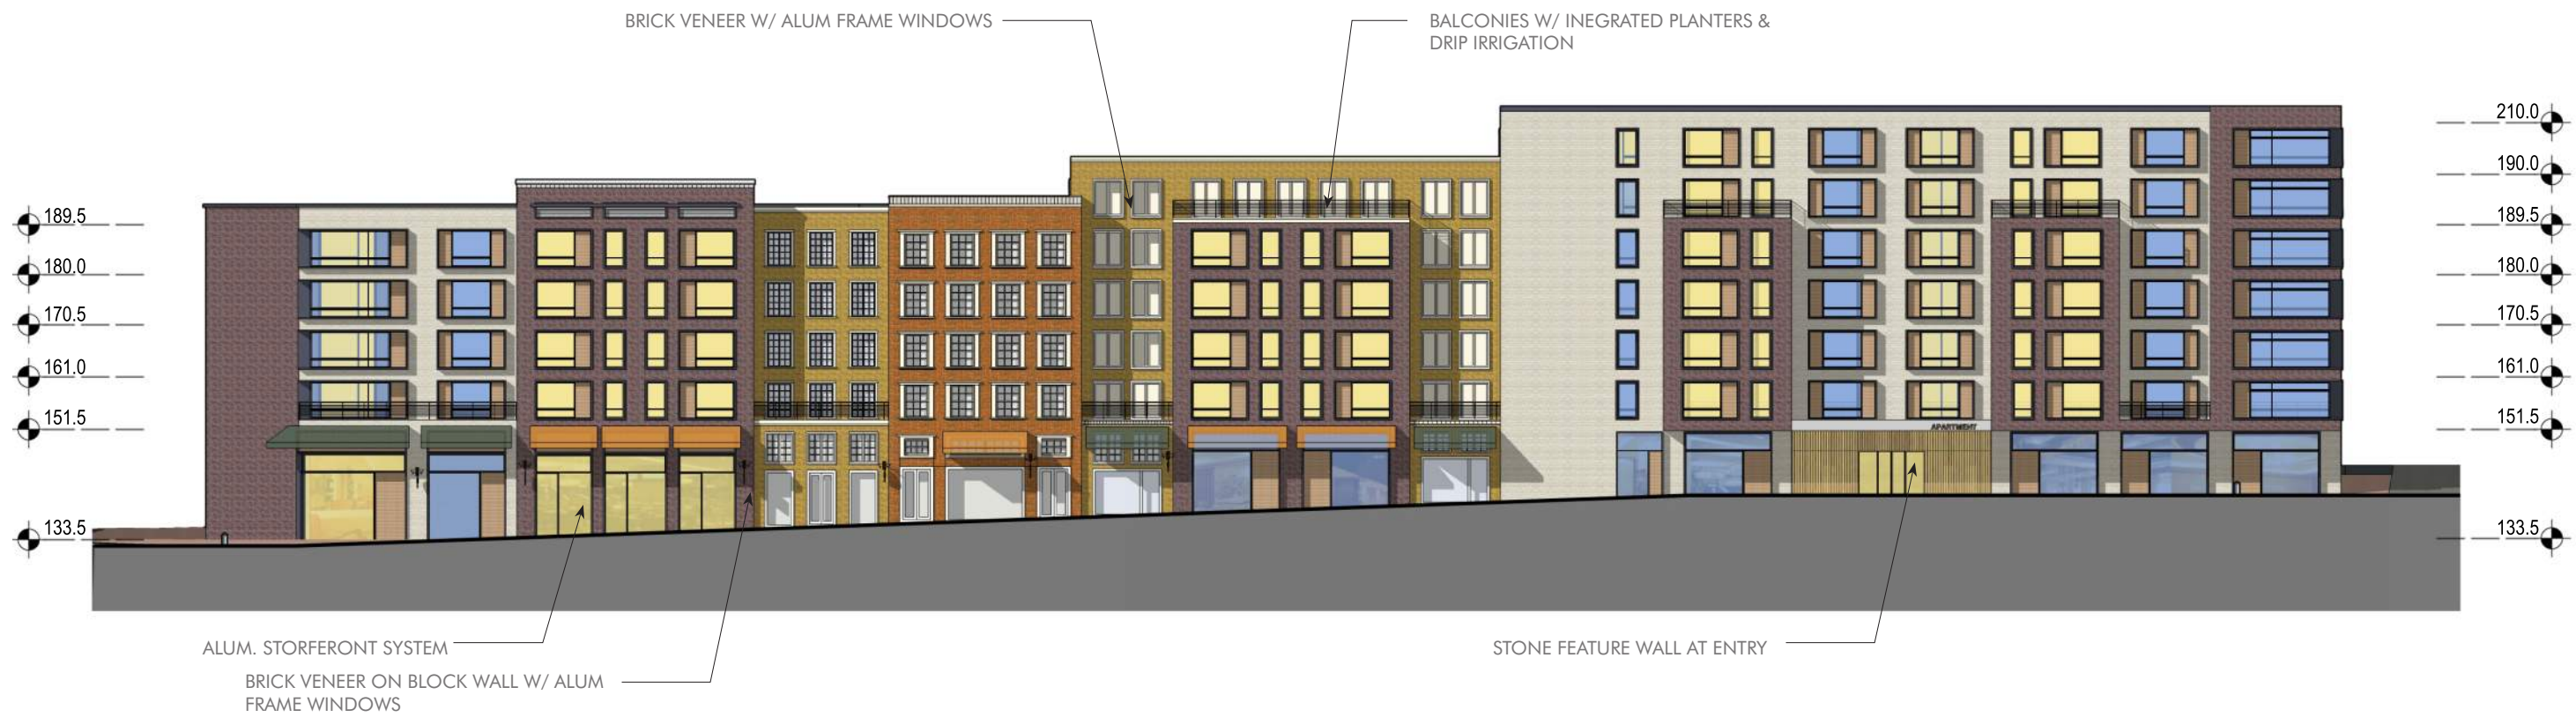 BRICK VENEER W/ ALUM FRAME WINDOWS
BALCONIES W/ INEGRATED PLANTERS &
DRIP IRRIGATION
189.5
180.0
170.5
161.0
151.5
133.5
210.0
190.0
189.5
180.0
170.5
161.0
151.5
133.5
APARTMENT
ALUM. STORFERONT SYSTEM
BRICK VENEER ON BLOCK WALL W/ ALUM
FRAME WINDOWS
STONE FEATURE WALL AT ENTRY